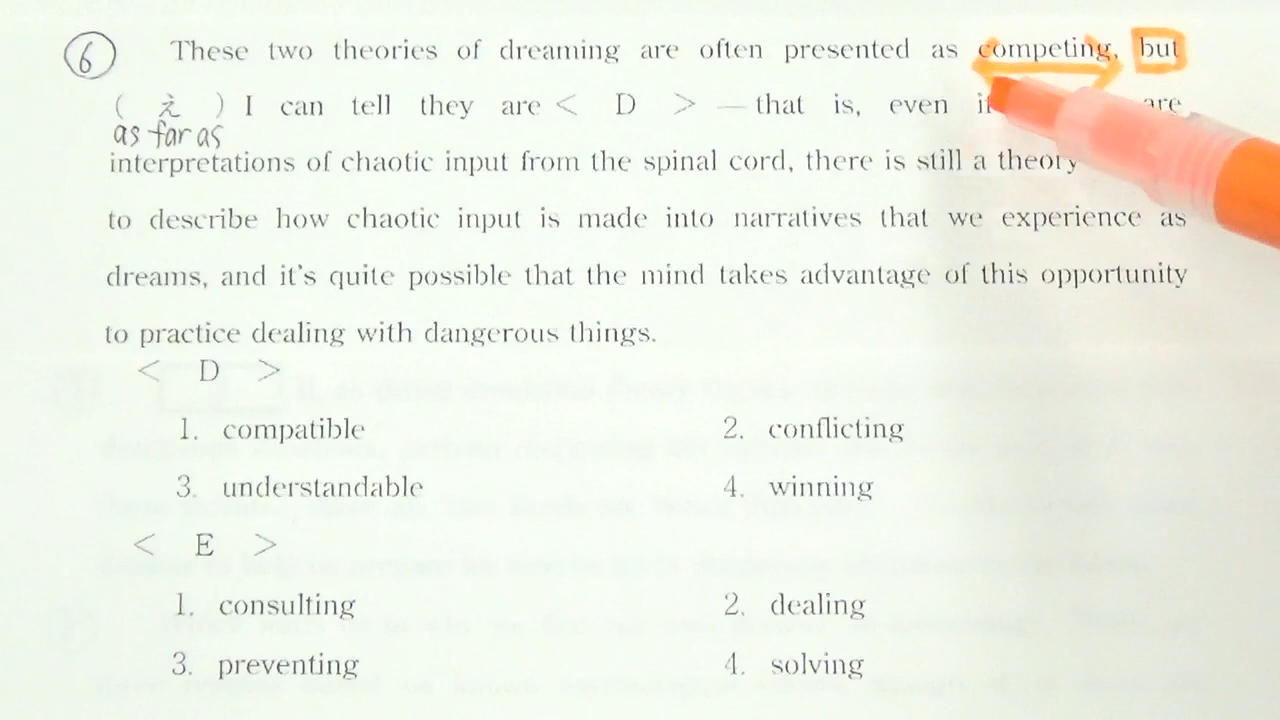 ⑥ These two theories of dreaming are often presented as competing, but
( え ) I can tell they are < D > — that is, even if are
as far as
interpretations of chaotic input from the spinal cord, there is still a theory
to describe how chaotic input is made into narratives that we experience as
dreams, and it's quite possible that the mind takes advantage of this opportunity
to practice dealing with dangerous things.
< D >
1. compatible 2. conflicting
3. understandable 4. winning
< E >
1. consulting 2. dealing
3. preventing 4. solving